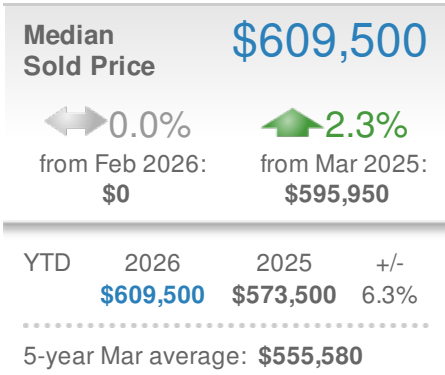 Median $609,500
Sold Price
0.0% 2.3%
from Feb 2026: from Mar 2025:
$0 $595,950
YTD 2026 2025 +/-
$609,500 $573,500 6.3%
5-year Mar average: $555,580